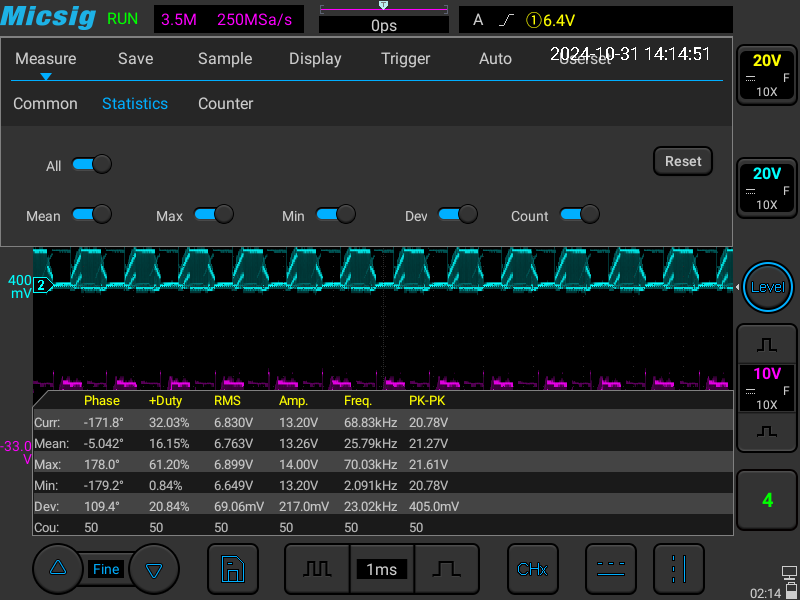 Micsig RUN 3.5M 250MSa/s 0ps A ①6.4V
Measure Save Sample Display Trigger Auto Userset
2024-10-31 14:14:51
Common Statistics Counter
All Reset
Mean Max Min Dev Count
20V
F
10X
20V
F
10X
400 mV 2
Level
10V
F
10X
-33.0 V
Phase +Duty RMS Amp. Freq. PK-PK
Curr: -171.8° 32.03% 6.830V 13.20V 68.83kHz 20.78V
Mean: -5.042° 16.15% 6.763V 13.26V 25.79kHz 21.27V
Max: 178.0° 61.20% 6.899V 14.00V 70.03kHz 21.61V
Min: -179.2° 0.84% 6.649V 13.20V 2.091kHz 20.78V
Dev: 109.4° 20.84% 69.06mV 217.0mV 23.02kHz 405.0mV
Cou: 50 50 50 50 50 50
4
Fine 1ms CHx
02:14